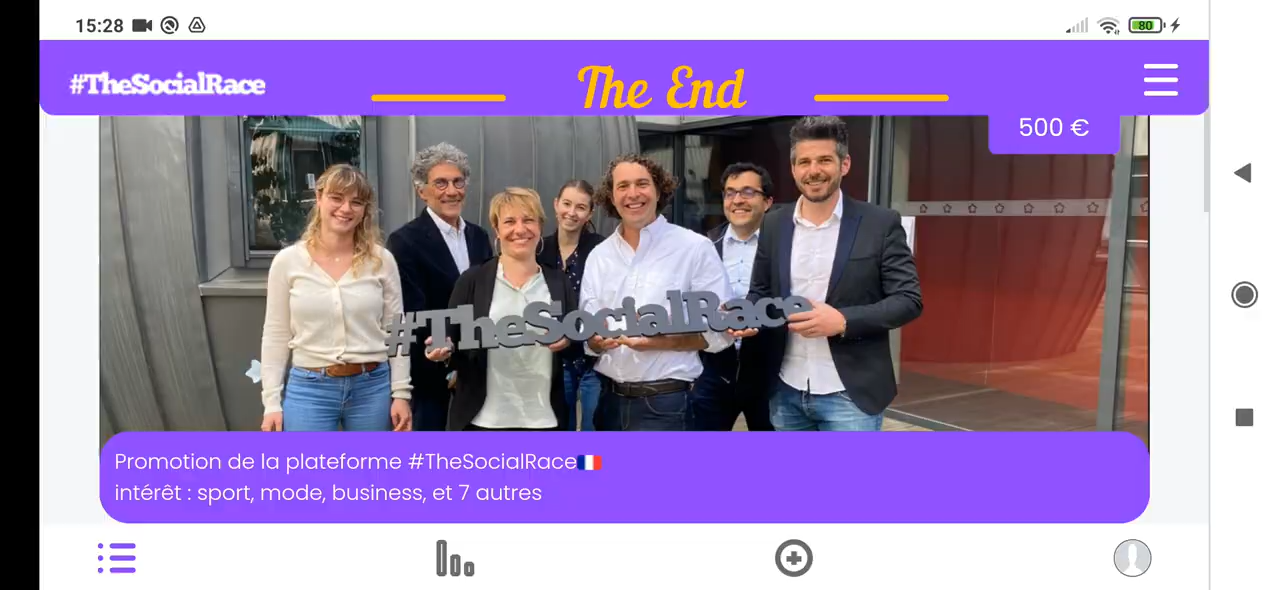 15:28
80
#TheSocialRace
The End
500 €
#TheSocialRace
Promotion de la plateforme #TheSocialRace🇫🇷
intérêt : sport, mode, business, et 7 autres